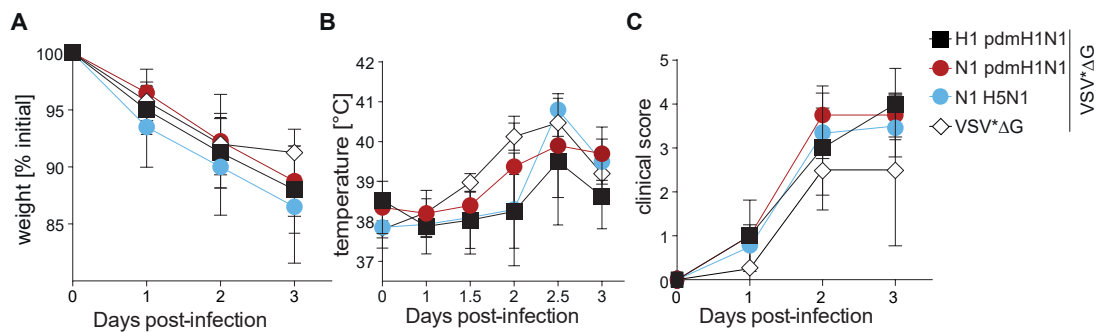 A
weight [% initial]
100
95
90
85
0 1 2 3
Days post-infection
B
temperature [°C]
42
41
40
39
38
37
0 1 1.5 2 2.5 3
Days post-infection
C
clinical score
5
4
3
2
1
0
0 1 2 3
Days post-infection
H1 pdmH1N1
N1 pdmH1N1
N1 H5N1
VSV*ΔG
VSV*ΔG